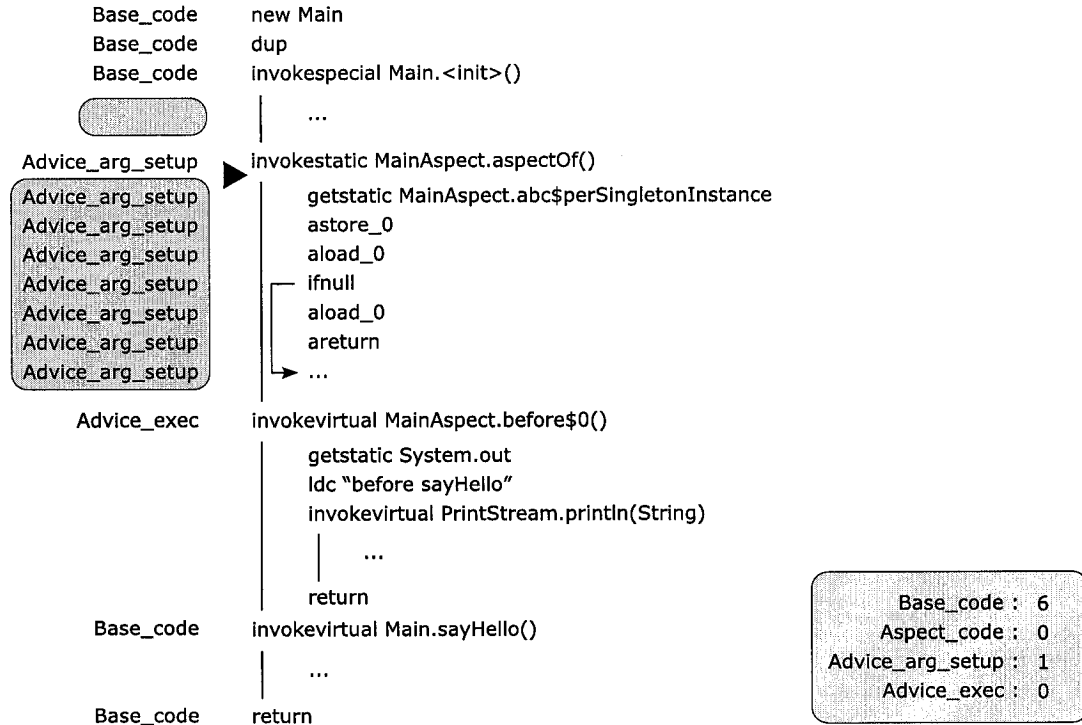 Base_code new Main
Base_code dup
Base_code invokespecial Main.<init>()
...
Advice_arg_setup invokestatic MainAspect.aspectOf()
Advice_arg_setup getstatic MainAspect.abc$perSingletonInstance
Advice_arg_setup astore_0
Advice_arg_setup aload_0
Advice_arg_setup ifnull
Advice_arg_setup aload_0
Advice_arg_setup areturn
Advice_arg_setup ...
Advice_exec invokevirtual MainAspect.before$0()
getstatic System.out
ldc “before sayHello”
invokevirtual PrintStream.println(String)
...
return
Base_code invokevirtual Main.sayHello()
...
Base_code return
Base_code : 6
Aspect_code : 0
Advice_arg_setup : 1
Advice_exec : 0